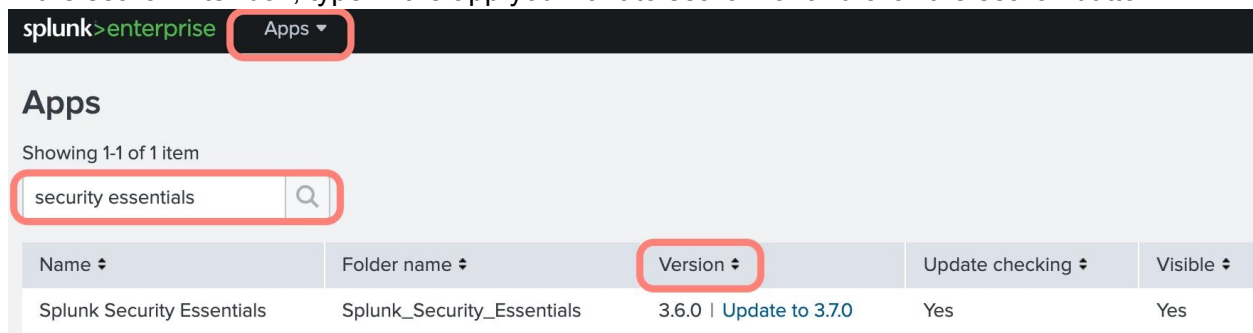 splunk>enterprise Apps
Apps
Showing 1-1 of 1 item
security essentials
Name Folder name Version Update checking Visible
Splunk Security Essentials Splunk_Security_Essentials 3.6.0 | Update to 3.7.0 Yes Yes